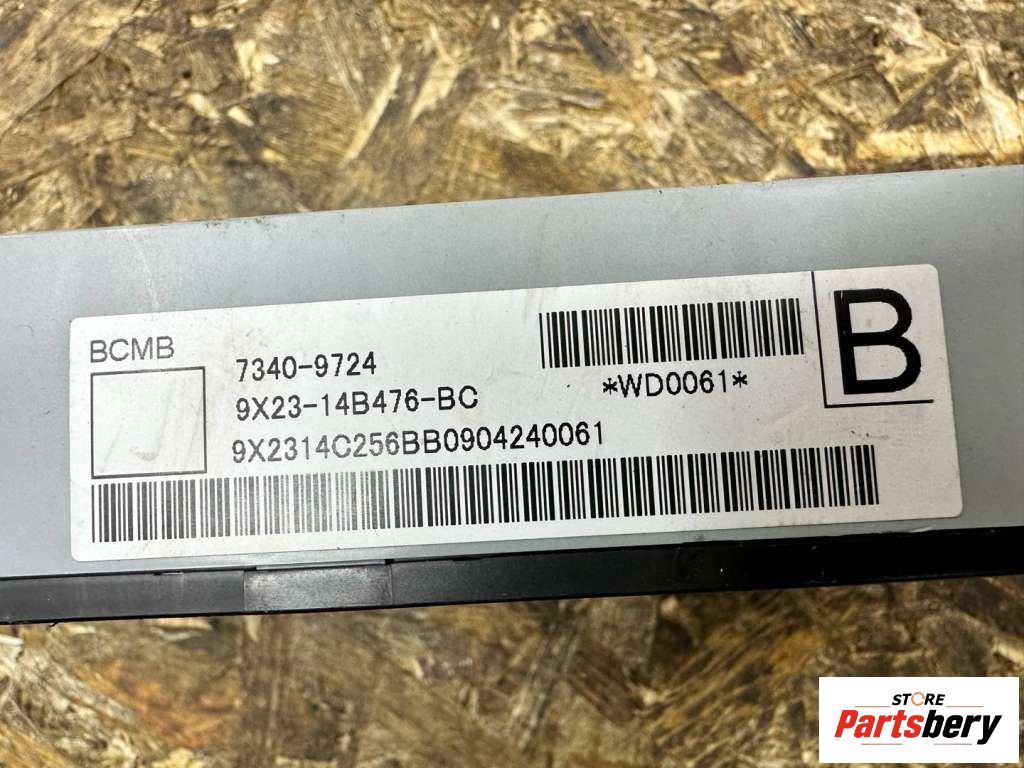 BCMB
7340-9724
9X23-14B476-BC
9X2314C256BB0904240061
*WD0061*
B
STORE
Partsbery